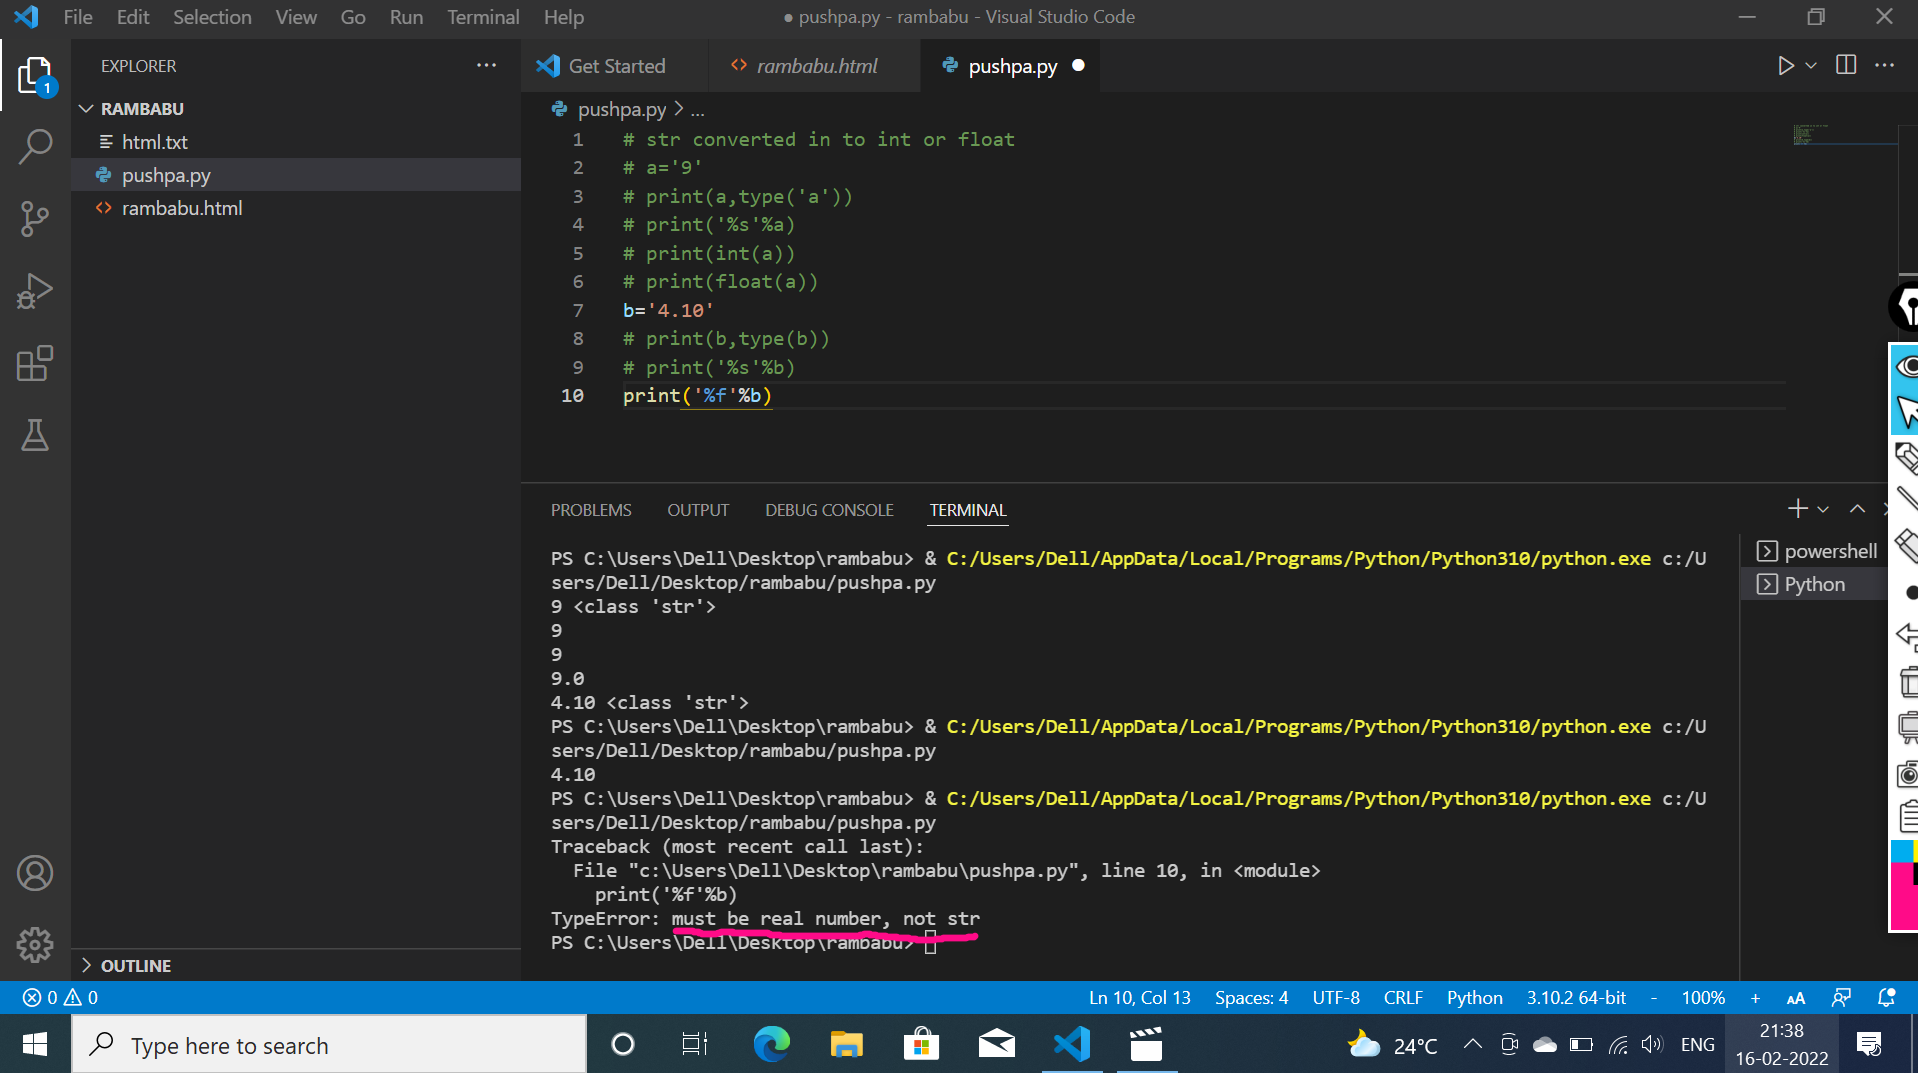 File Edit Selection View Go Run Terminal Help
● pushpa.py - rambabu - Visual Studio Code
EXPLORER
Get Started
rambabu.html
pushpa.py
1
RAMBABU
html.txt
pushpa.py
rambabu.html
pushpa.py > ...
1 # str converted in to int or float
2 # a='9'
3 # print(a,type('a'))
4 # print('%s'%a)
5 # print(int(a))
6 # print(float(a))
7 b='4.10'
8 # print(b,type(b))
9 # print('%s'%b)
10 print('%f'%b)
PROBLEMS OUTPUT DEBUG CONSOLE TERMINAL
PS C:\Users\Dell\Desktop\rambabu> & C:/Users/Dell/AppData/Local/Programs/Python/Python310/python.exe c:/U
sers/Dell/Desktop/rambabu/pushpa.py
9 <class 'str'>
9
9
9.0
4.10 <class 'str'>
PS C:\Users\Dell\Desktop\rambabu> & C:/Users/Dell/AppData/Local/Programs/Python/Python310/python.exe c:/U
sers/Dell/Desktop/rambabu/pushpa.py
4.10
PS C:\Users\Dell\Desktop\rambabu> & C:/Users/Dell/AppData/Local/Programs/Python/Python310/python.exe c:/U
sers/Dell/Desktop/rambabu/pushpa.py
Traceback (most recent call last):
File "c:\Users\Dell\Desktop\rambabu\pushpa.py", line 10, in <module>
print('%f'%b)
TypeError: must be real number, not str
PS C:\Users\Dell\Desktop\rambabu>
powershell
Python
OUTLINE
0 0
Ln 10, Col 13 Spaces: 4 UTF-8 CRLF Python 3.10.2 64-bit - 100% + AA
Type here to search
24°C
ENG
21:38
16-02-2022